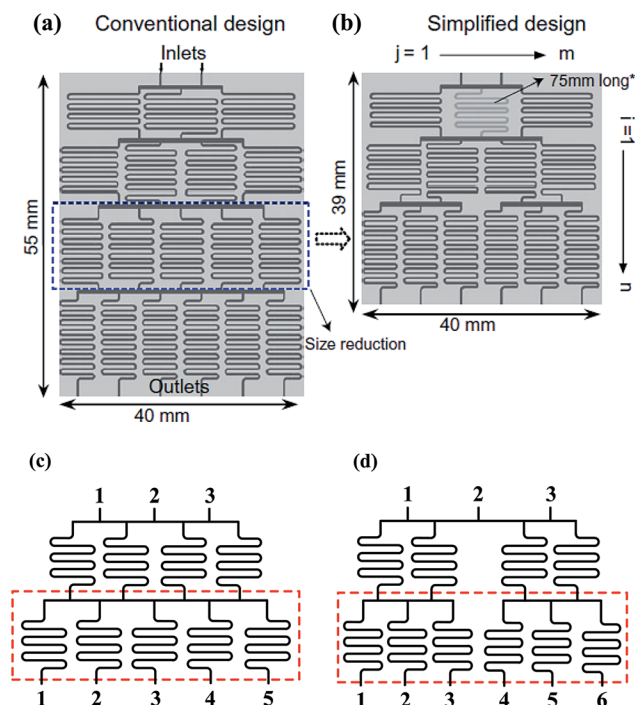 (a) Conventional design
Inlets
55 mm
Size reduction
Outlets
40 mm
(b) Simplified design
j = 1 m
75mm long*
i=1
n
39 mm
40 mm
(c)
1 2 3
1 2 3 4 5
(d)
1 2 3
1 2 3 4 5 6